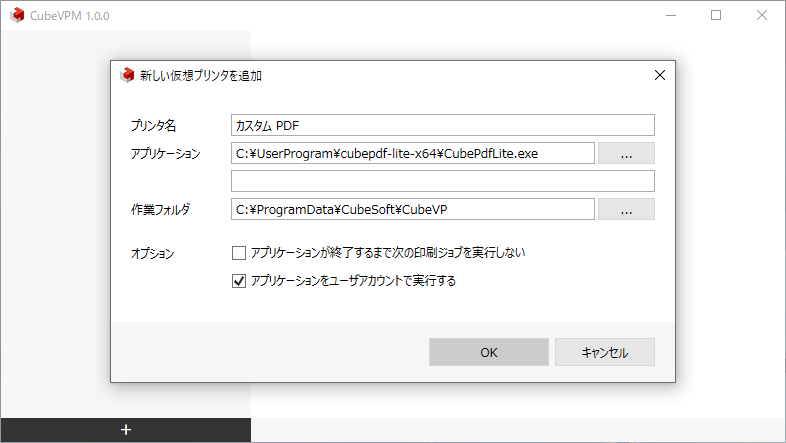 CubeVPM 1.0.0
新しい仮想プリンタを追加
プリンタ名
カスタム PDF
アプリケーション
C:¥UserProgram¥cubepdf-lite-x64¥CubePdfLite.exe
...
作業フォルダ
C:¥ProgramData¥CubeSoft¥CubeVP
...
オプション
アプリケーションが終了するまで次の印刷ジョブを実行しない
アプリケーションをユーザアカウントで実行する
OK
キャンセル
+